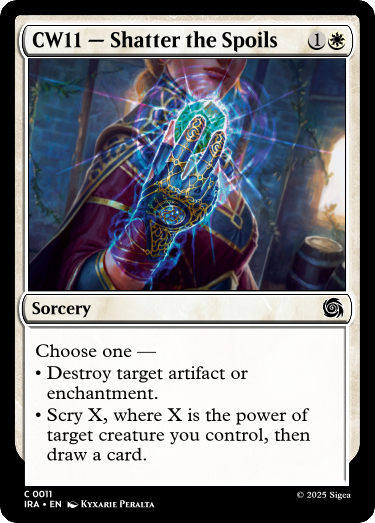 CW11 — Shatter the Spoils 1
Sorcery
Choose one —
• Destroy target artifact or
enchantment.
• Scry X, where X is the power of
target creature you control, then
draw a card.
C 0011
IRA • EN Kyxarie Peralta
© 2025 Sigea